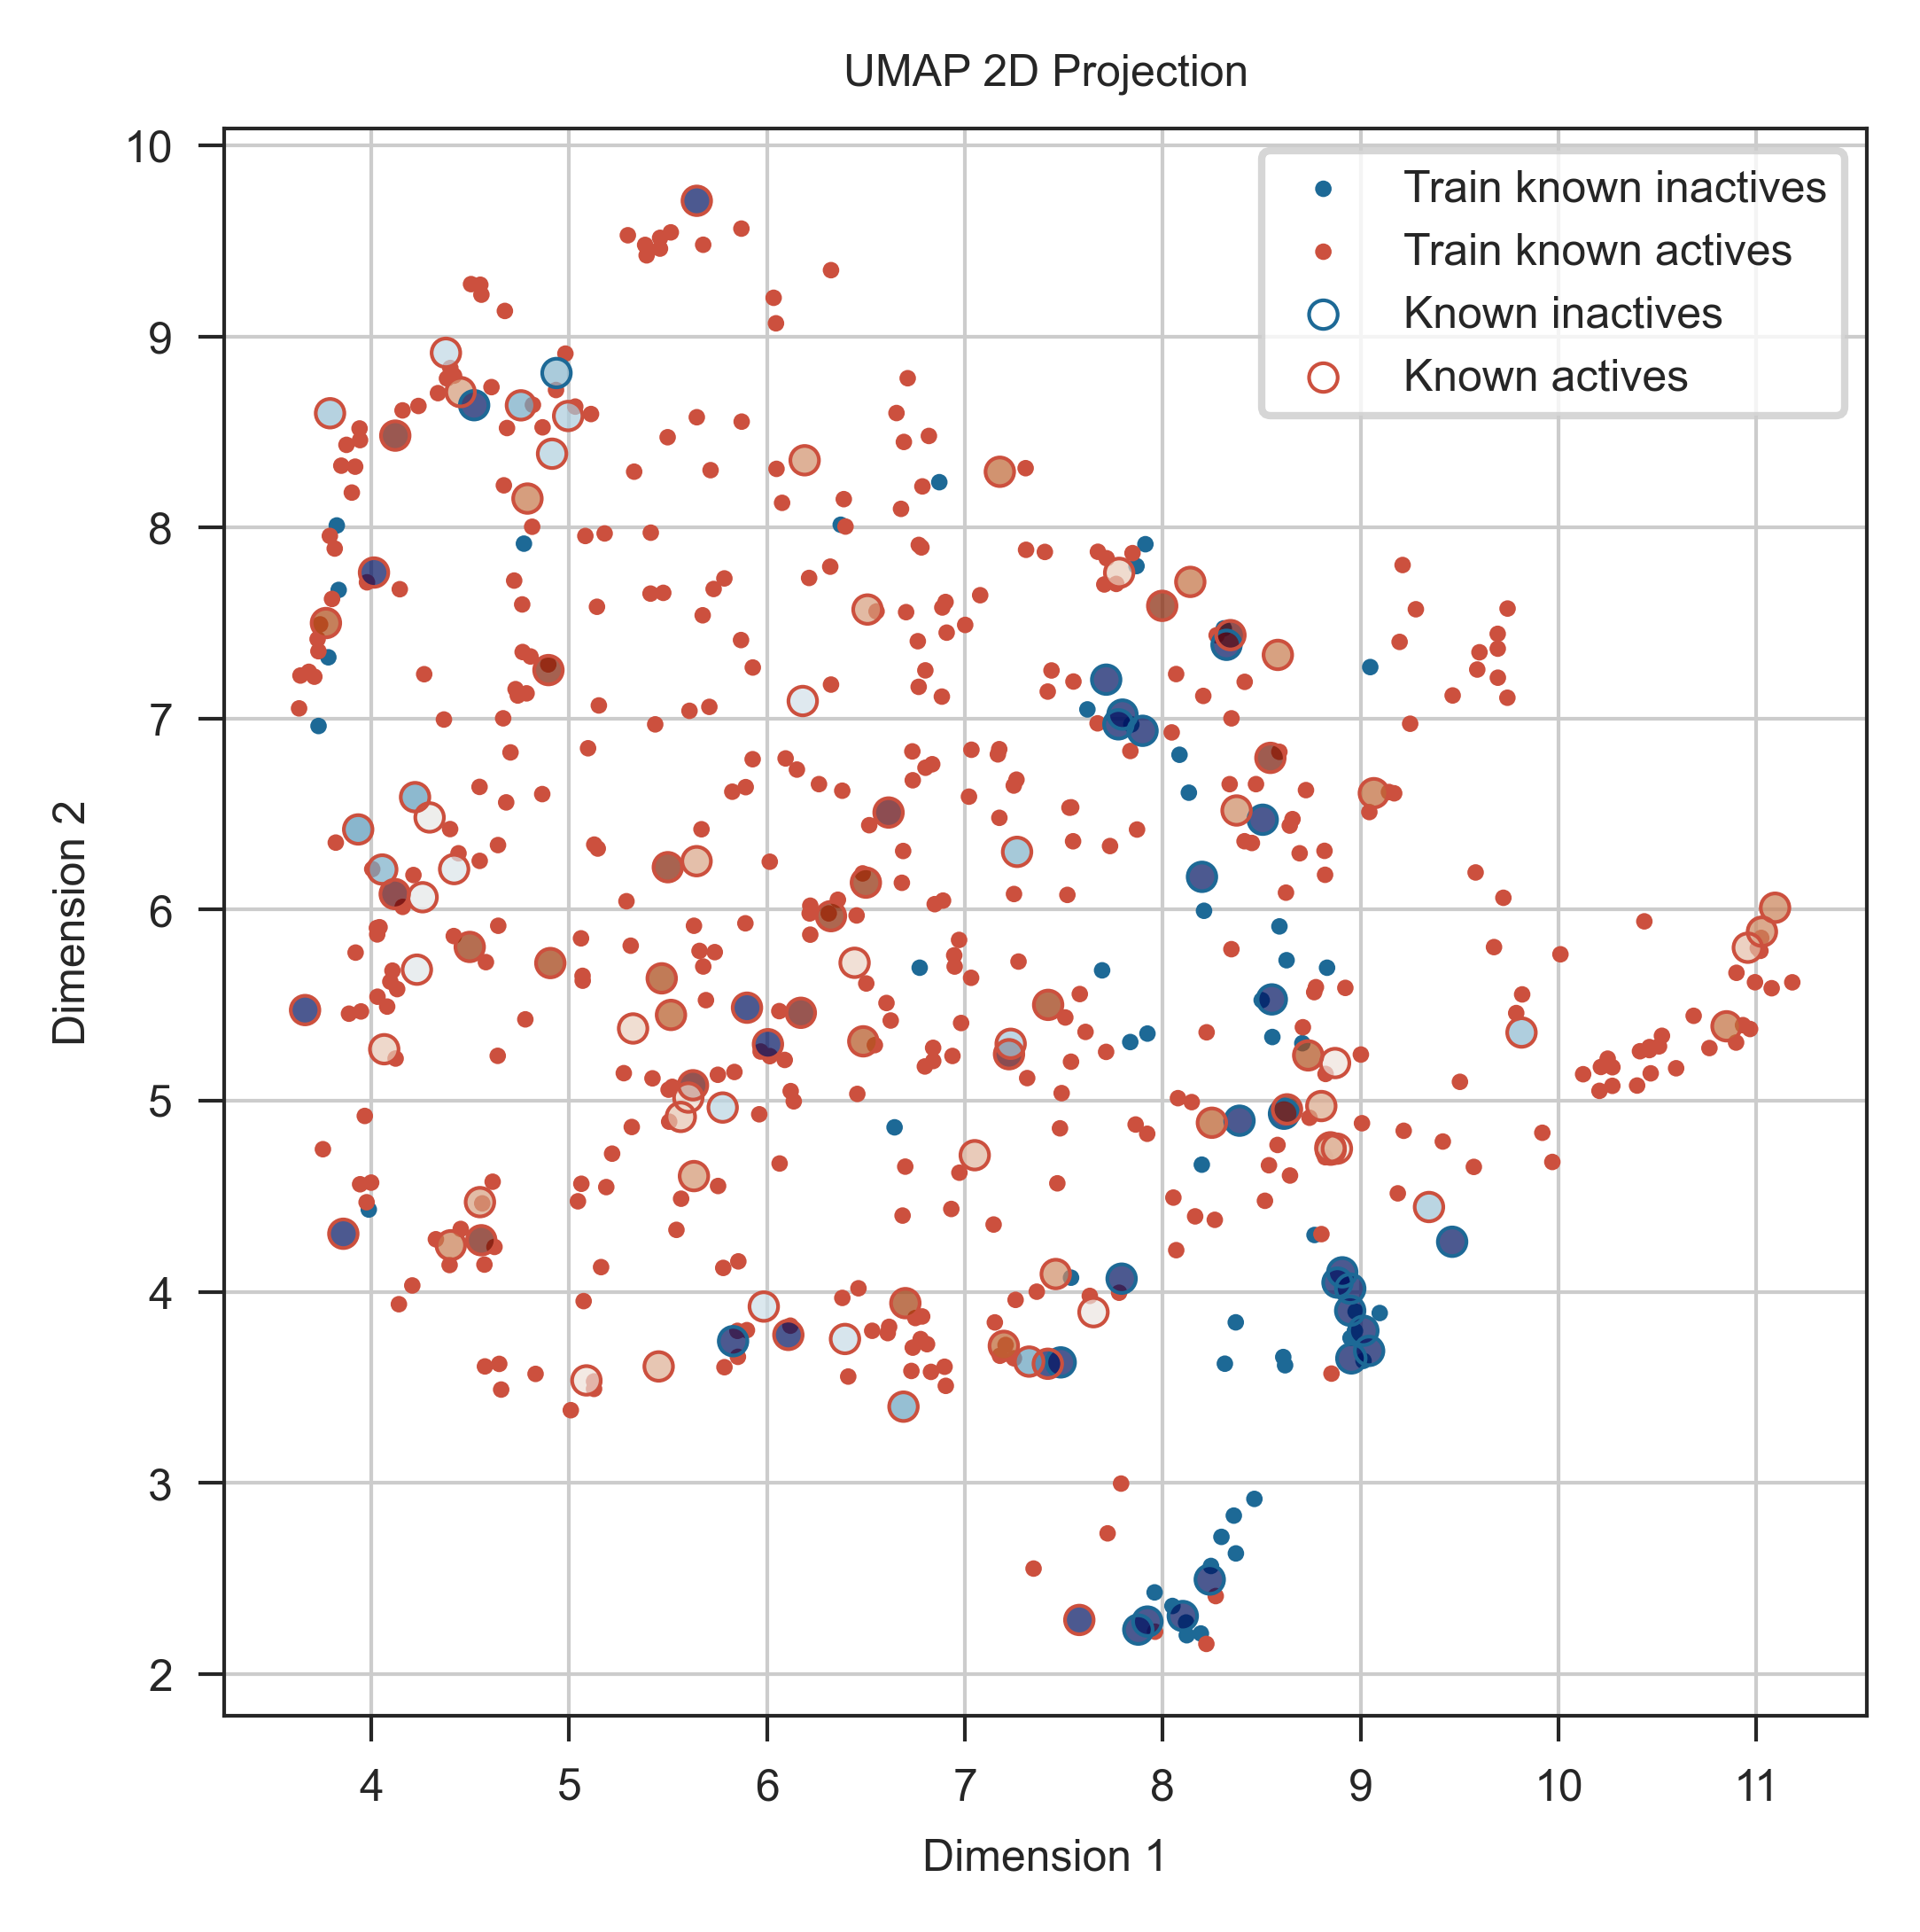 UMAP 2D Projection
Train known inactives
Train known actives
Known inactives
Known actives
10
9
8
7
6
5
4
3
2
Dimension 2
4 5 6 7 8 9 10 11
Dimension 1